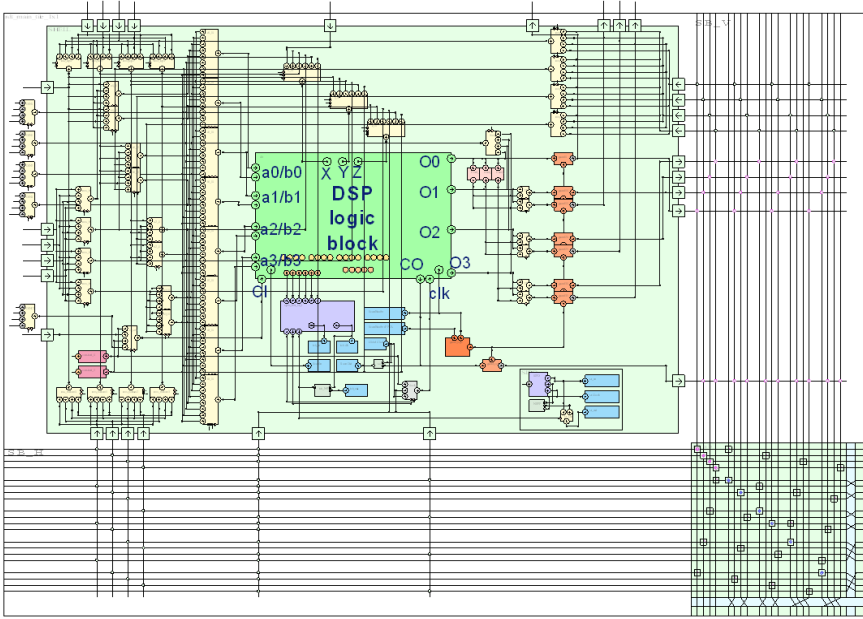 SB_V
O0
a0/b0
X Y Z
a1/b1
DSP
O1
logic
a2/b2
O2
block
a3/b3
CO
O3
CI
clk
SB_H